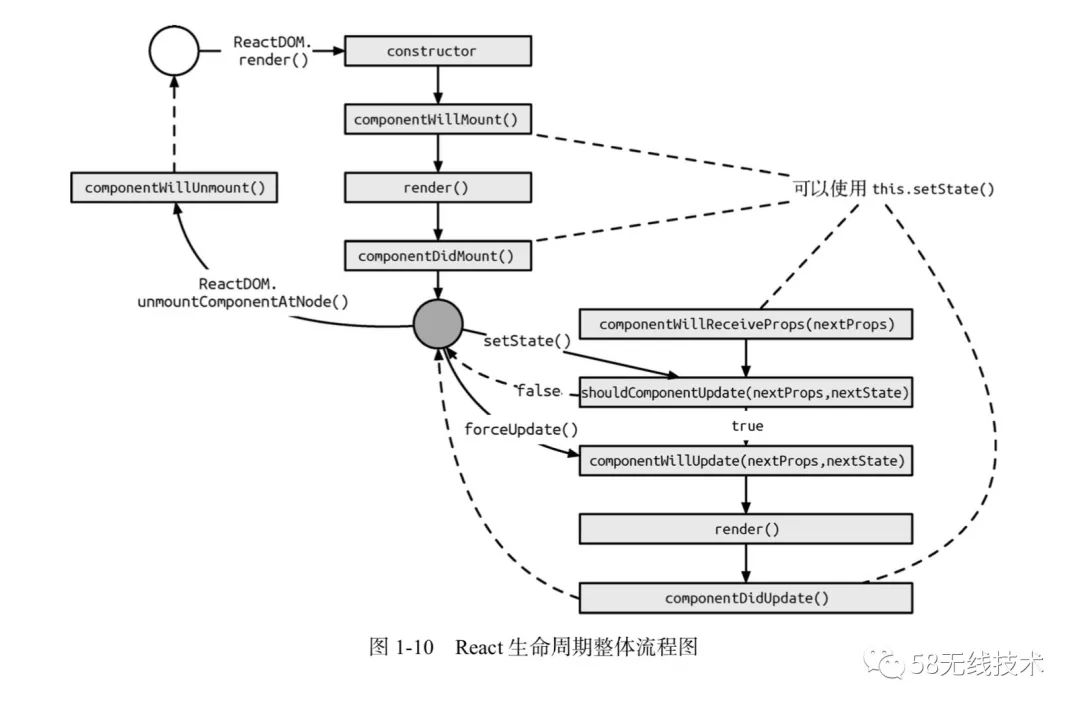 ReactDOM.
render()
constructor
componentWillMount()
componentWillUnmount()
render()
可以使用 this.setState()
componentDidMount()
ReactDOM.
unmountComponentAtNode()
componentWillReceiveProps(nextProps)
setState()
false
shouldComponentUpdate(nextProps,nextState)
true
forceUpdate()
componentWillUpdate(nextProps,nextState)
render()
componentDidUpdate()
图 1-10 React 生命周期整体流程图
58无线技术